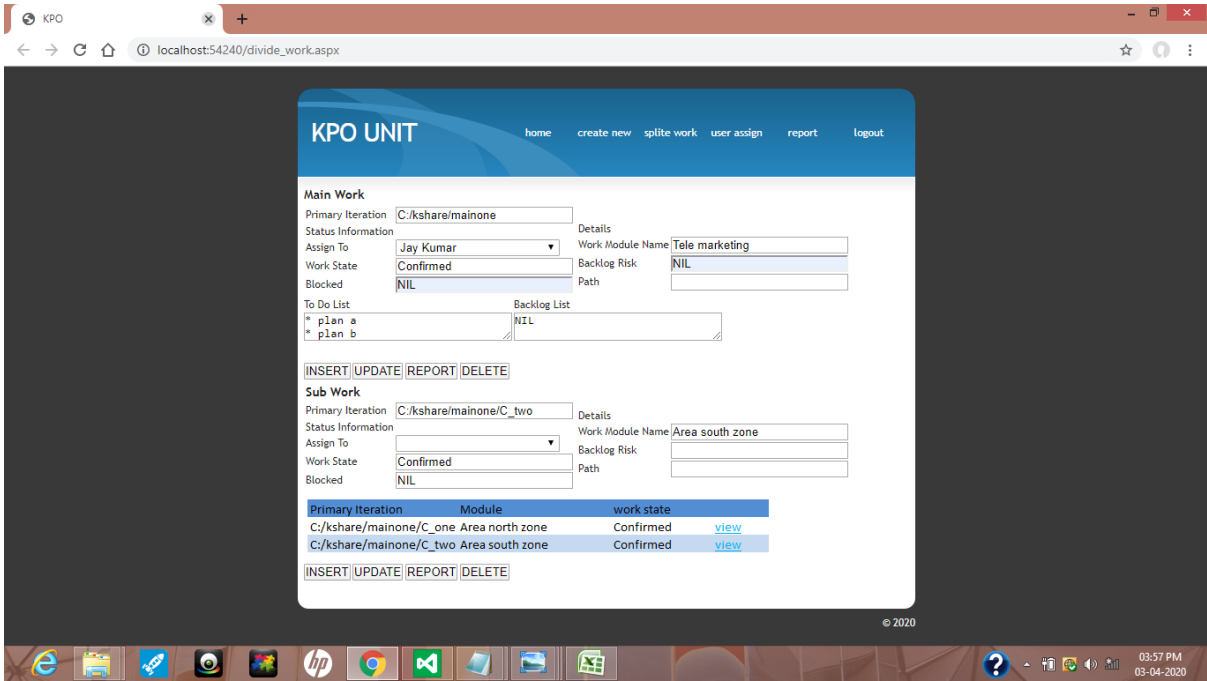 KPO
localhost:54240/divide_work.aspx
KPO UNIT
home create new splite work user assign report logout
Main Work
Primary Iteration C:/kshare/mainone
Status Information
Details
Assign To Jay Kumar
Work Module Name Tele marketing
Work State Confirmed
Backlog Risk NIL
Blocked NIL
Path
To Do List Backlog List
* plan a
* plan b
NIL
INSERT UPDATE REPORT DELETE
Sub Work
Primary Iteration C:/kshare/mainone/C_two
Details
Status Information
Work Module Name Area south zone
Assign To
Backlog Risk
Work State Confirmed
Path
Blocked NIL
Primary Iteration Module work state
C:/kshare/mainone/C_one Area north zone Confirmed view
C:/kshare/mainone/C_two Area south zone Confirmed view
INSERT UPDATE REPORT DELETE
© 2020
hp
03:57 PM
03-04-2020